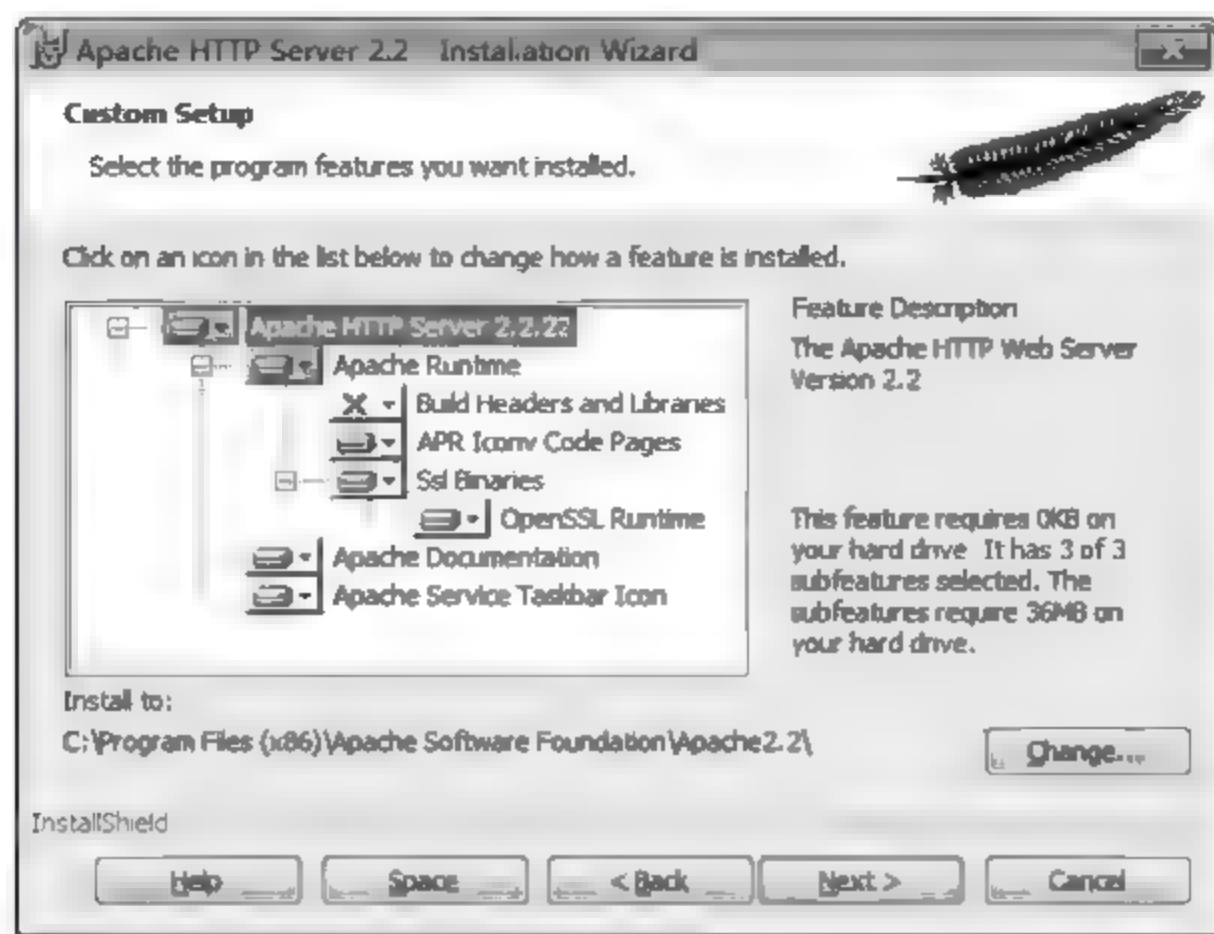 Apache HTTP Server 2.2   Installation Wizard
Custom Setup
Select the program features you want installed.
Click on an icon in the list below to change how a feature is installed.
Apache HTTP Server 2.2.22
Apache Runtime
Build Headers and Libraries
APR Iconv Code Pages
Ssl Binaries
OpenSSL Runtime
Apache Documentation
Apache Service Taskbar Icon
Feature Description
The Apache HTTP Web Server
Version 2.2
This feature requires 0KB on
your hard drive. It has 3 of 3
subfeatures selected. The
subfeatures require 36MB on
your hard drive.
Install to:
C:\Program Files (x86)\Apache Software Foundation\Apache2.2\
Change...
InstallShield
Help
Space
< Back
Next >
Cancel